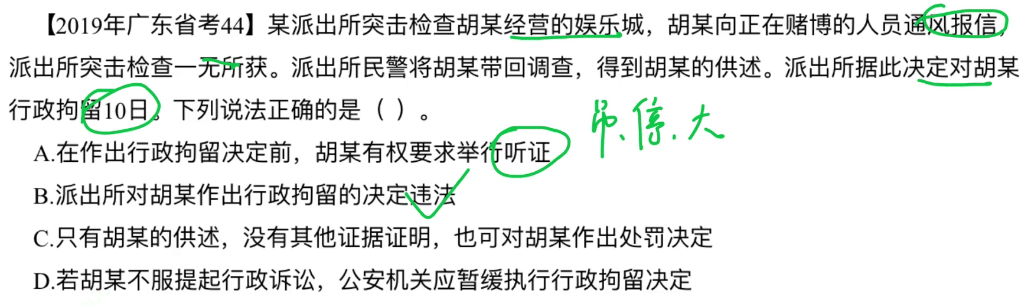 【2019年广东省考44】某派出所突击检查胡某经营的娱乐城，胡某向正在赌博的人员通风报信，
派出所突击检查一无所获。派出所民警将胡某带回调查，得到胡某的供述。派出所据此决定对胡某
行政拘留10日。下列说法正确的是（ ）。
吊.停.大
A.在作出行政拘留决定前，胡某有权要求举行听证
B.派出所对胡某作出行政拘留的决定违法
C.只有胡某的供述，没有其他证据证明，也可对胡某作出处罚决定
D.若胡某不服提起行政诉讼，公安机关应暂缓执行行政拘留决定